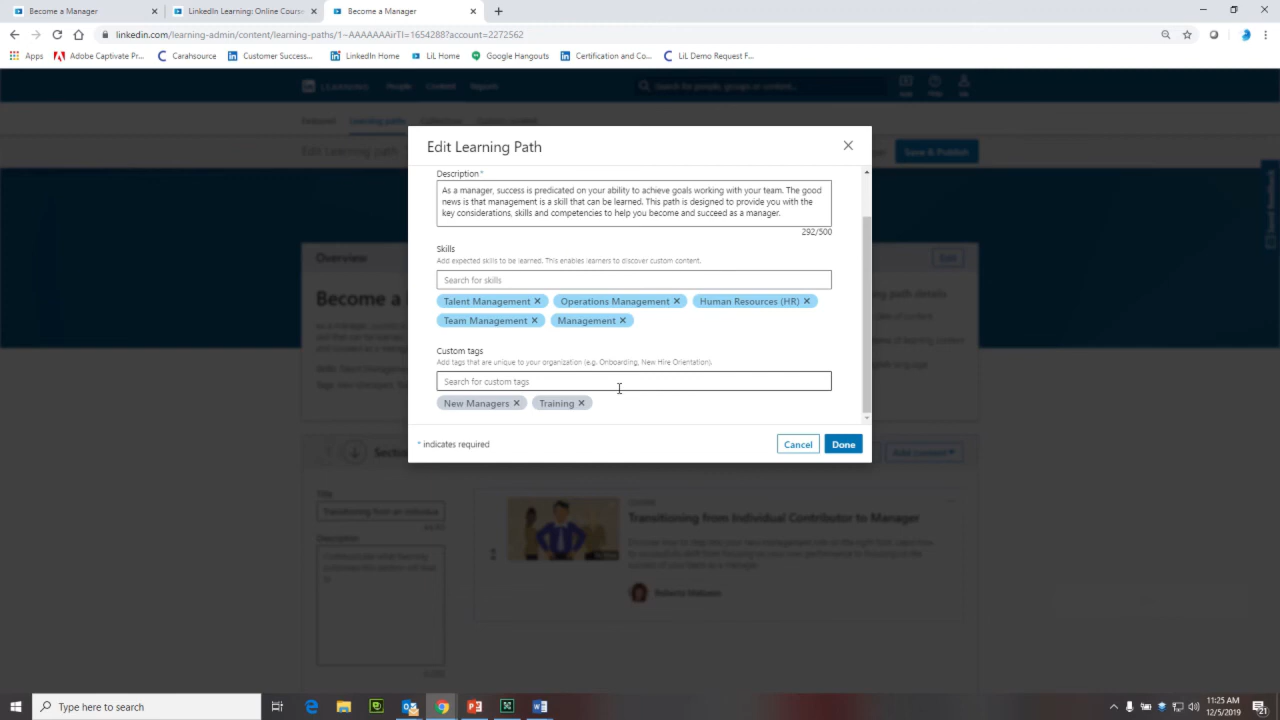 Become a Manager
LinkedIn Learning: Online Course
Become a Manager
linkedin.com/learning-admin/content/learning-paths/1~AAAAAAAirTI=1654288?account=2272562
Apps
Adobe Captivate Pr...
Carahsource
Customer Success...
LinkedIn Home
LiL Home
Google Hangouts
Certification and Co...
LiL Demo Request F...
LEARNING
People
Content
Reports
Search for people, groups or content...
Add
Help
Me
Featured
Learning paths
Collections
Custom content
Edit learning path
Save & Publish
Send feedback
Edit Learning Path
Description*
As a manager, success is predicated on your ability to achieve goals working with your team. The good
news is that management is a skill that can be learned. This path is designed to provide you with the
key considerations, skills and competencies to help you become and succeed as a manager.
292/500
Skills
Add expected skills to be learned. This enables learners to discover custom content.
Search for skills
Talent Management
Operations Management
Human Resources (HR)
Team Management
Management
Custom tags
Add tags that are unique to your organization (e.g. Onboarding, New Hire Orientation).
Search for custom tags
New Managers
Training
* indicates required
Cancel
Done
Overview
Edit
Become a
Section
Add content
Title
Transitioning from an individual
Description
COURSE
Transitioning from Individual Contributor to Manager
Type here to search
11:25 AM
12/5/2019
21